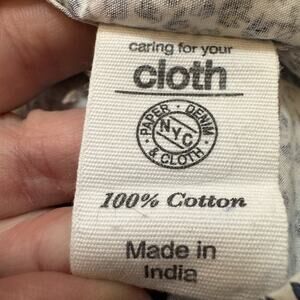 caring for your
cloth
PAPER · DENIM
NYC
& CLOTH
100% Cotton
Made in
India